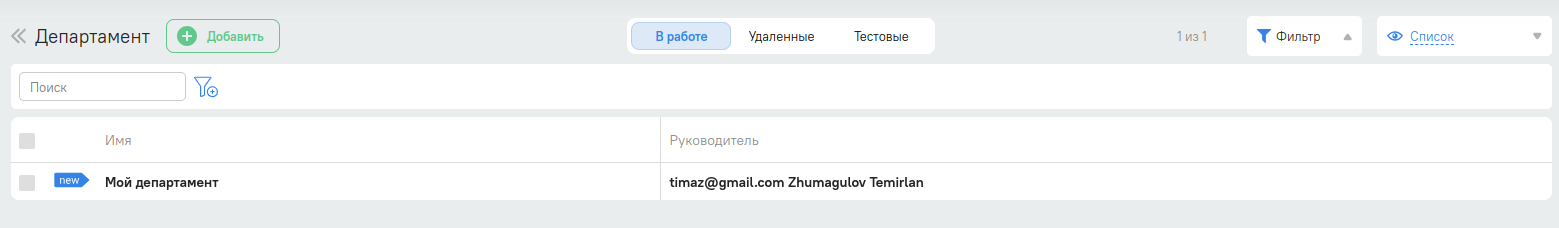 Департамент Добавить В работе Удаленные Тестовые 1 из 1 Фильтр Список
Поиск
Имя Руководитель
new Мой департамент timaz@gmail.com Zhumagulov Temirlan